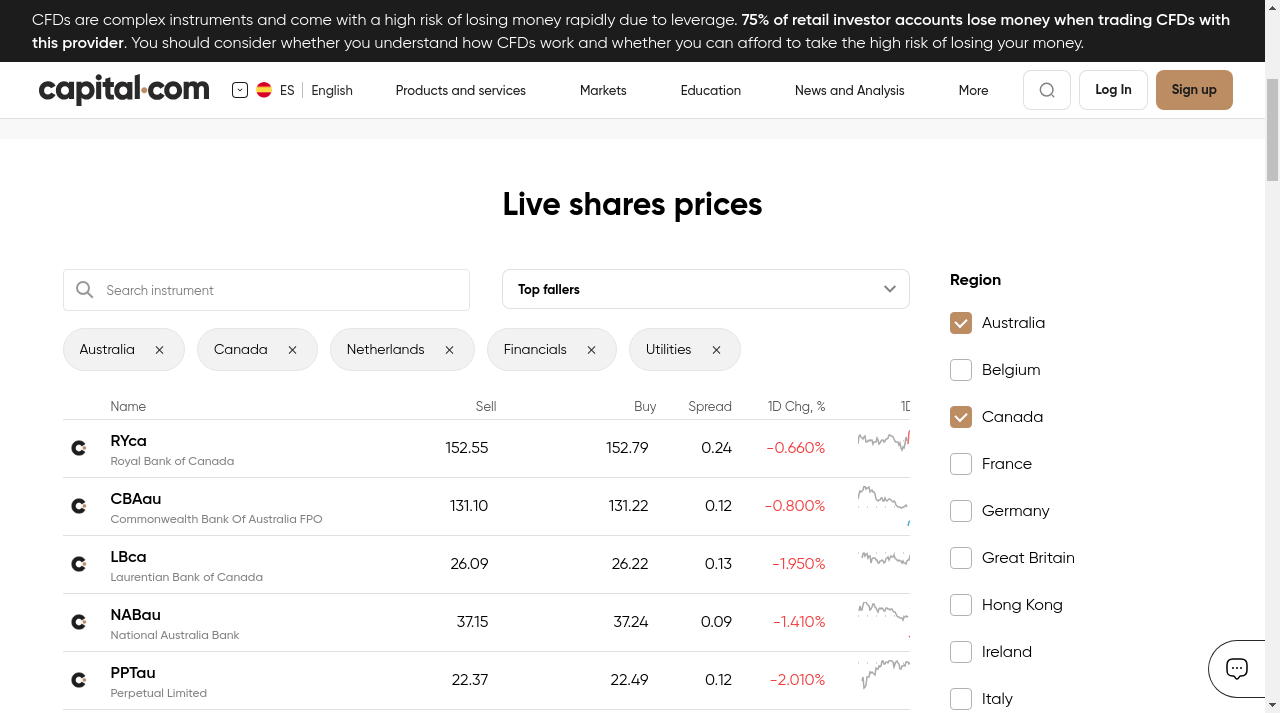 CFDs are complex instruments and come with a high risk of losing money rapidly due to leverage. 75% of retail investor accounts lose money when trading CFDs with
this provider. You should consider whether you understand how CFDs work and whether you can afford to take the high risk of losing your money.
capital.com ES English Products and services Markets Education News and Analysis More Log In Sign up
Live shares prices
Search instrument
Top fallers
Australia Canada Netherlands Financials Utilities
Name Sell Buy Spread 1D Chg, %
RYca
Royal Bank of Canada
152.55 152.79 0.24 -0.660%
CBAau
Commonwealth Bank Of Australia FPO
131.10 131.22 0.12 -0.800%
LBca
Laurentian Bank of Canada
26.09 26.22 0.13 -1.950%
NABau
National Australia Bank
37.15 37.24 0.09 -1.410%
PPTau
Perpetual Limited
22.37 22.49 0.12 -2.010%
Region
Australia
Belgium
Canada
France
Germany
Great Britain
Hong Kong
Ireland
Italy